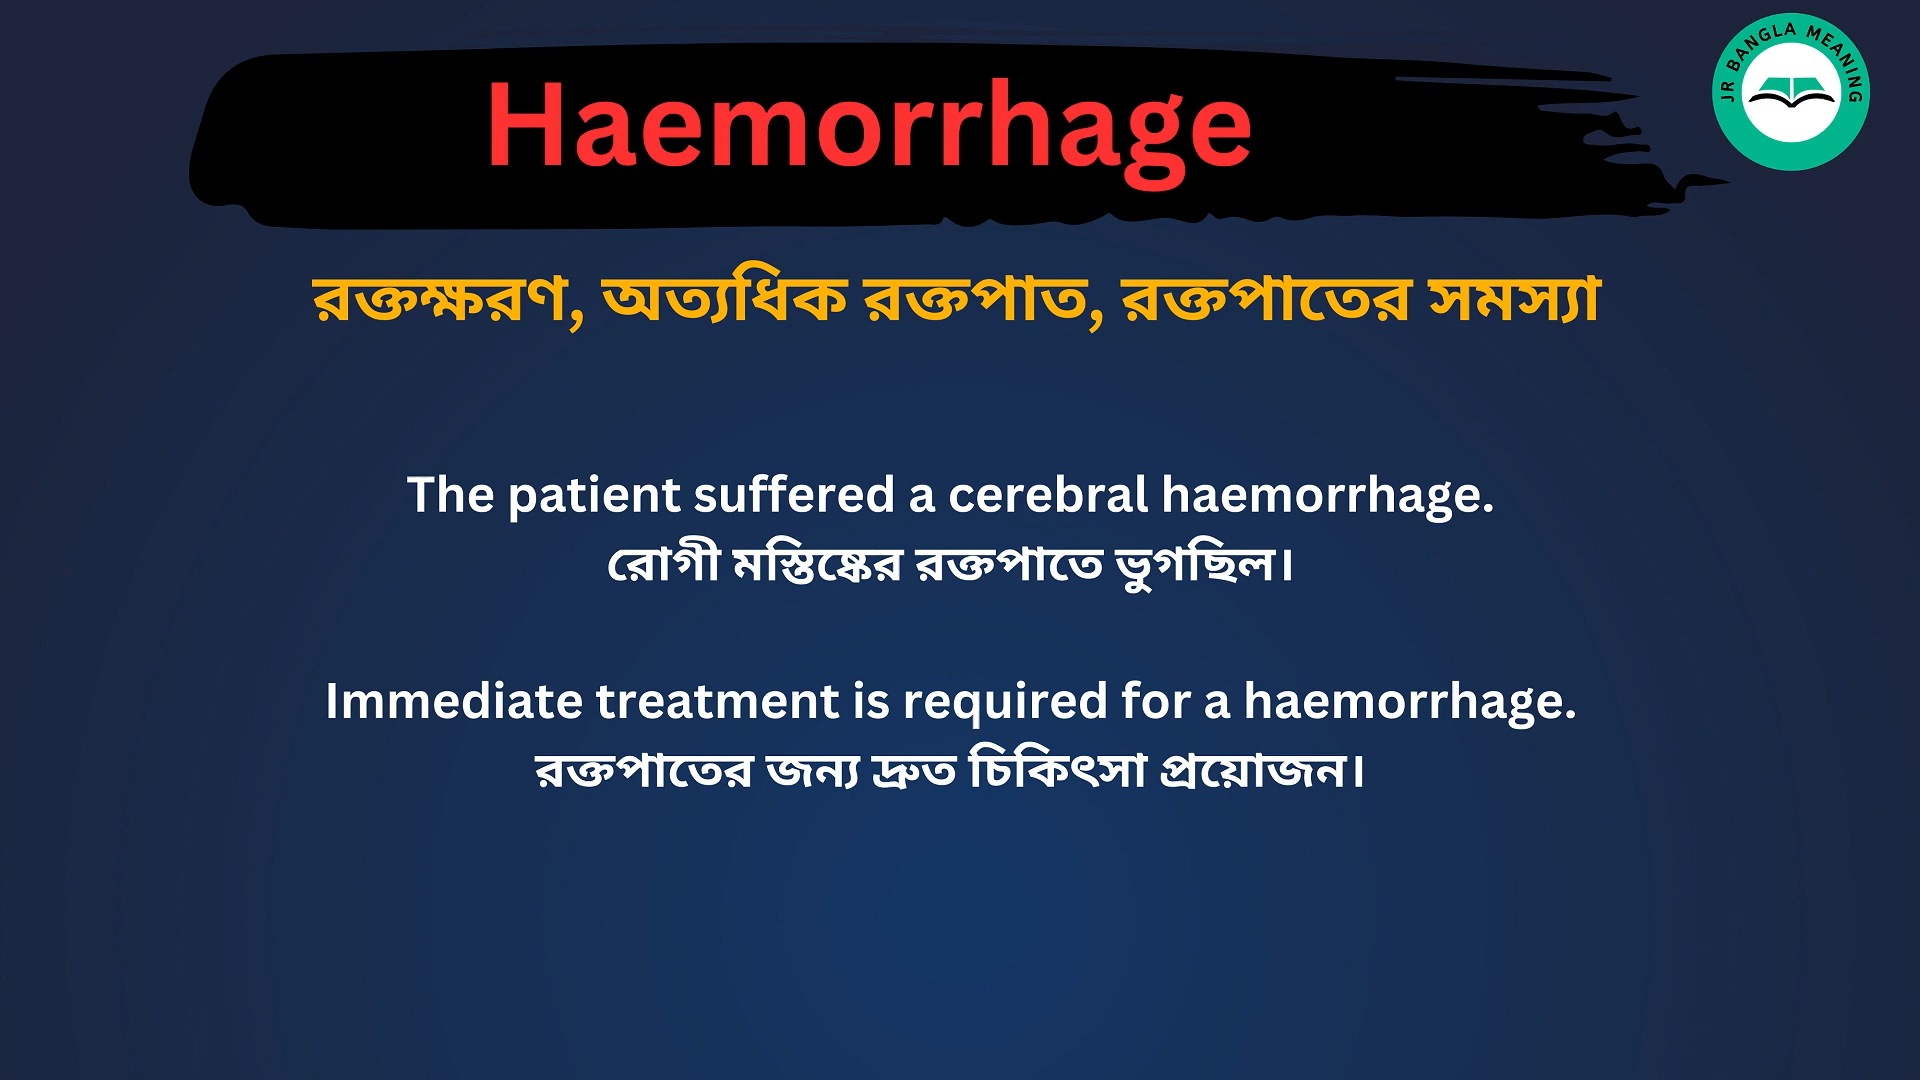 Haemorrhage
JR BANGLA MEANING
রক্তক্ষরণ, অত্যধিক রক্তপাত, রক্তপাতের সমস্যা
The patient suffered a cerebral haemorrhage.
রোগী মস্তিষ্কের রক্তপাতে ভুগছিল।
Immediate treatment is required for a haemorrhage.
রক্তপাতের জন্য দ্রুত চিকিৎসা প্রয়োজন।